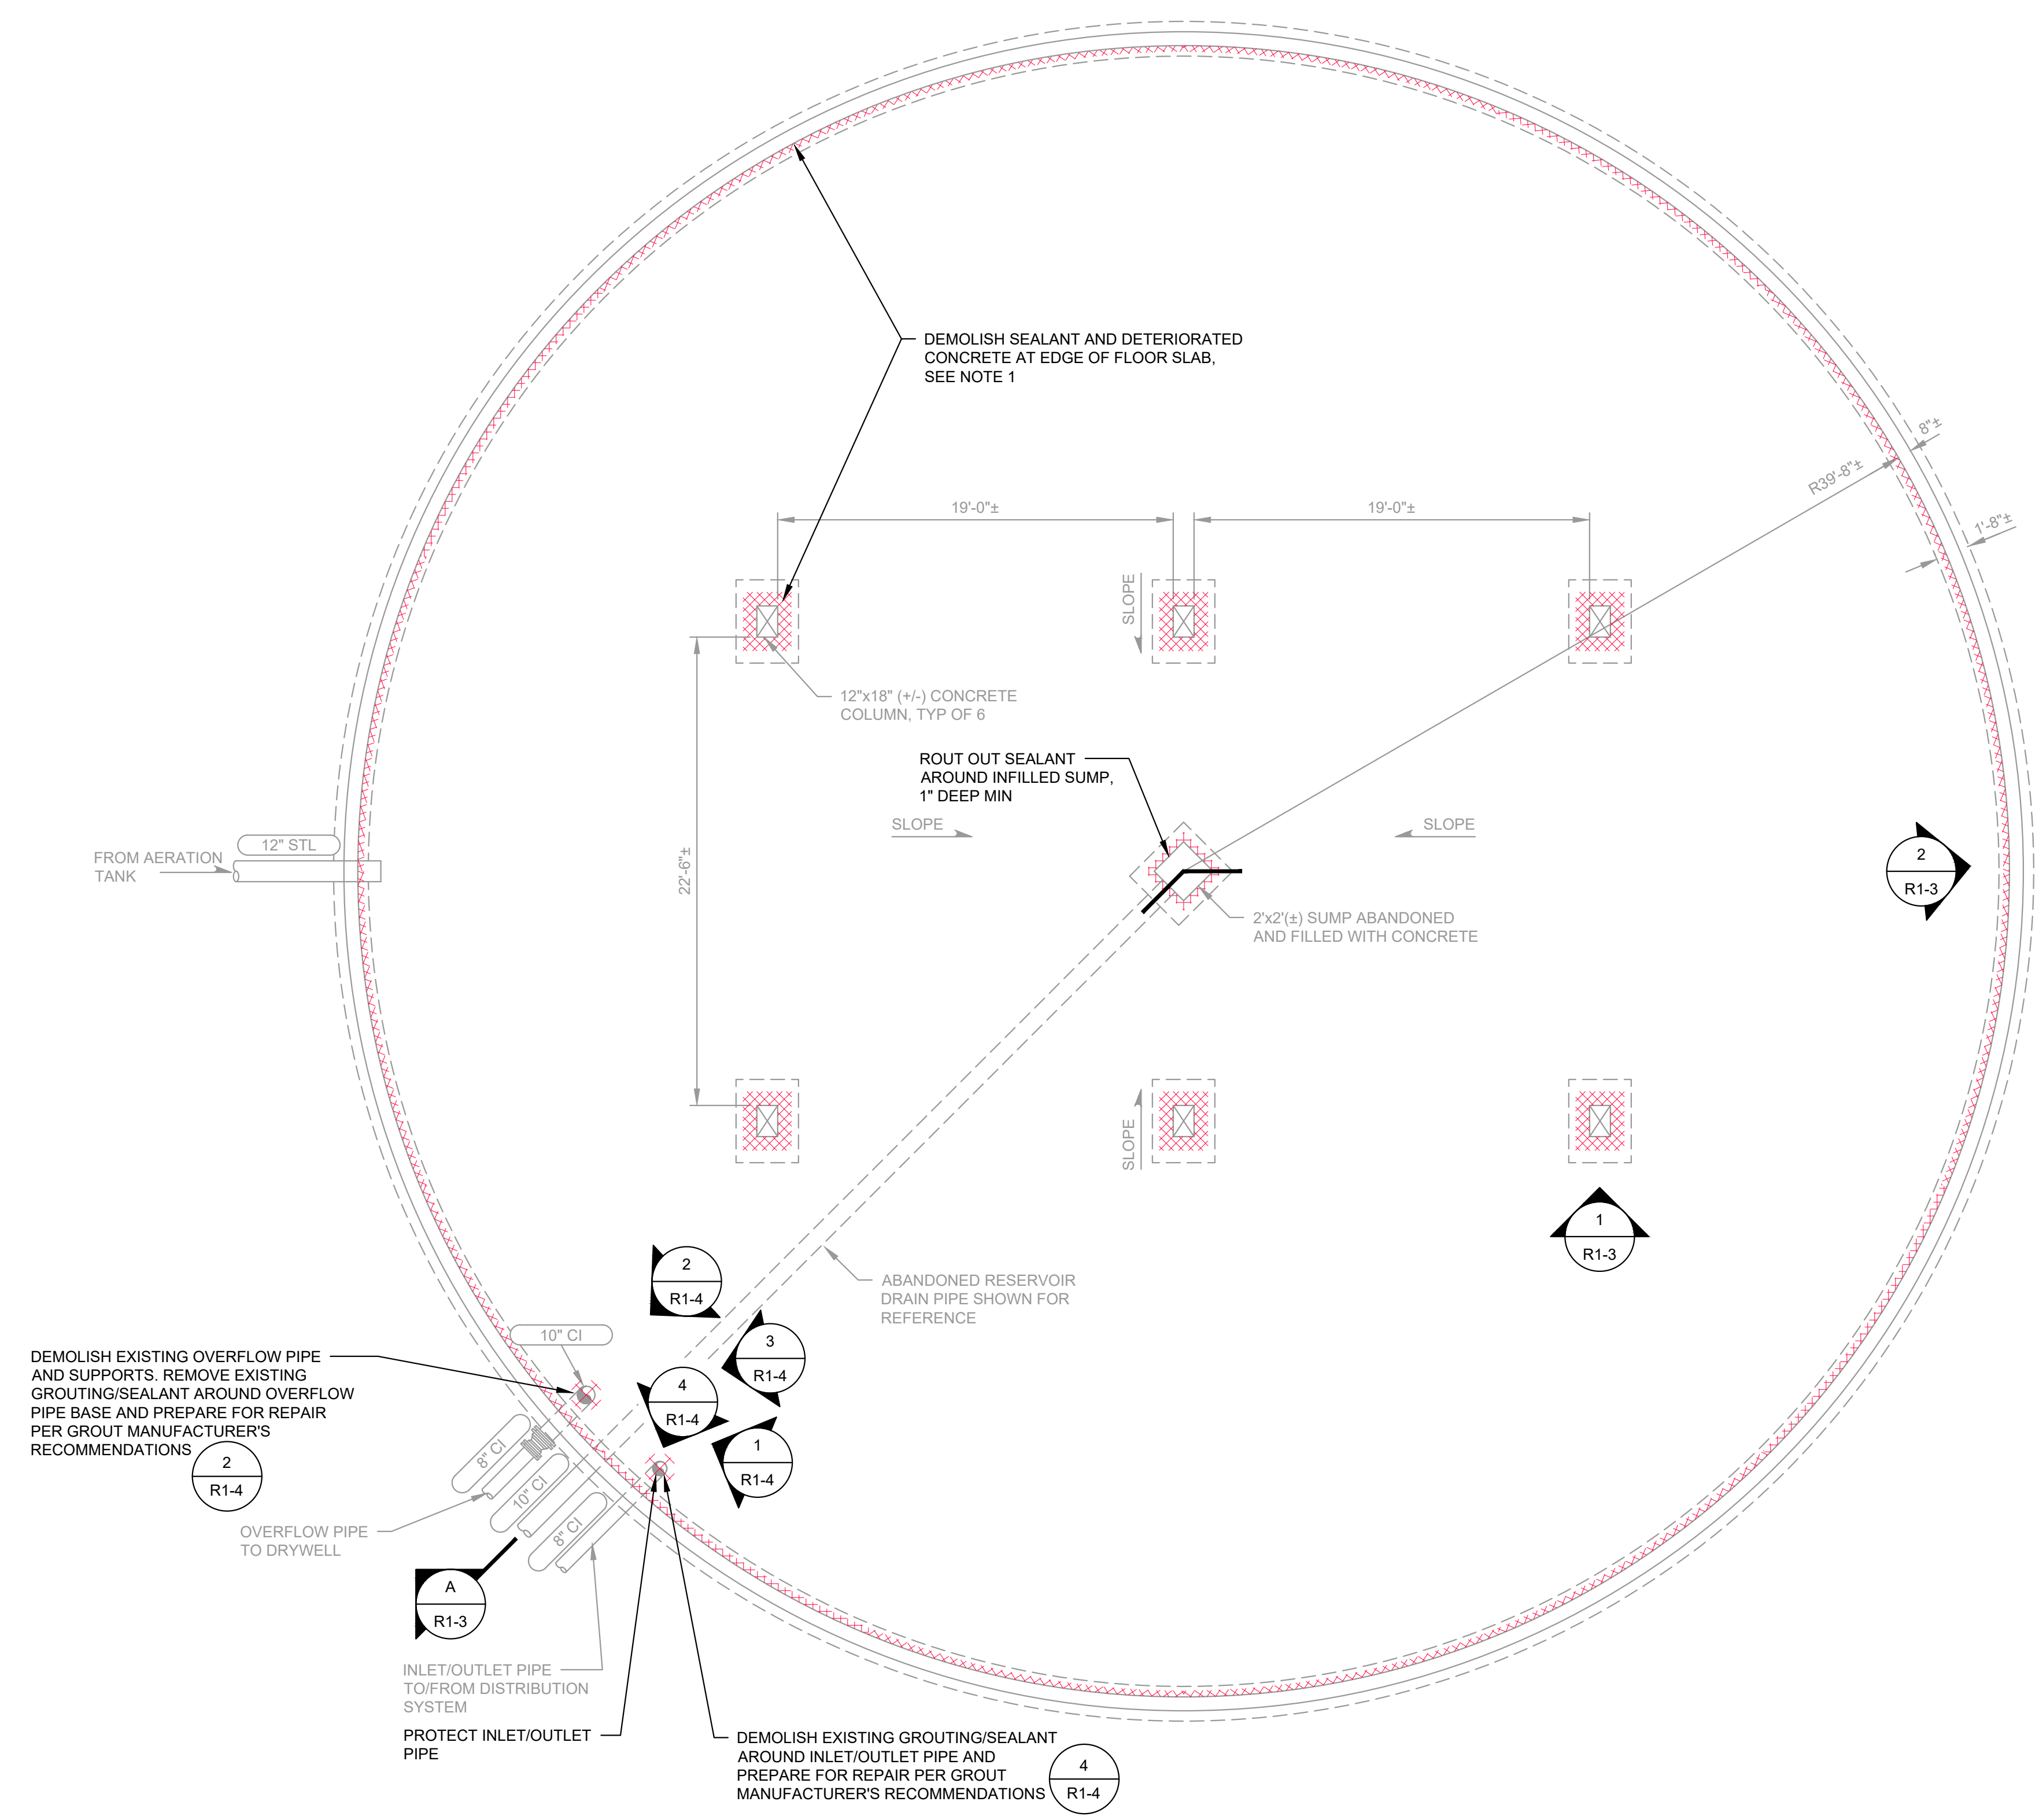 DEMOLISH SEALANT AND DETERIORATED
CONCRETE AT EDGE OF FLOOR SLAB,
SEE NOTE 1
8"±
R39'-8"±
1'-8"±
19'-0"±
19'-0"±
SLOPE
12"x18" (+/-) CONCRETE
COLUMN, TYP OF 6
ROUT OUT SEALANT
AROUND INFILLED SUMP,
1" DEEP MIN
SLOPE
SLOPE
12" STL
FROM AERATION
TANK
22'-6"±
2
R1-3
2'x2'(±) SUMP ABANDONED
AND FILLED WITH CONCRETE
SLOPE
1
R1-3
2
R1-4
ABANDONED RESERVOIR
DRAIN PIPE SHOWN FOR
REFERENCE
10" CI
3
R1-4
DEMOLISH EXISTING OVERFLOW PIPE
AND SUPPORTS. REMOVE EXISTING
GROUTING/SEALANT AROUND OVERFLOW
PIPE BASE AND PREPARE FOR REPAIR
PER GROUT MANUFACTURER'S
RECOMMENDATIONS
2
R1-4
4
R1-4
1
R1-4
8" CI
10" CI
8" CI
OVERFLOW PIPE
TO DRYWELL
A
R1-3
INLET/OUTLET PIPE
TO/FROM DISTRIBUTION
SYSTEM
PROTECT INLET/OUTLET
PIPE
DEMOLISH EXISTING GROUTING/SEALANT
AROUND INLET/OUTLET PIPE AND
PREPARE FOR REPAIR PER GROUT
MANUFACTURER'S RECOMMENDATIONS
4
R1-4